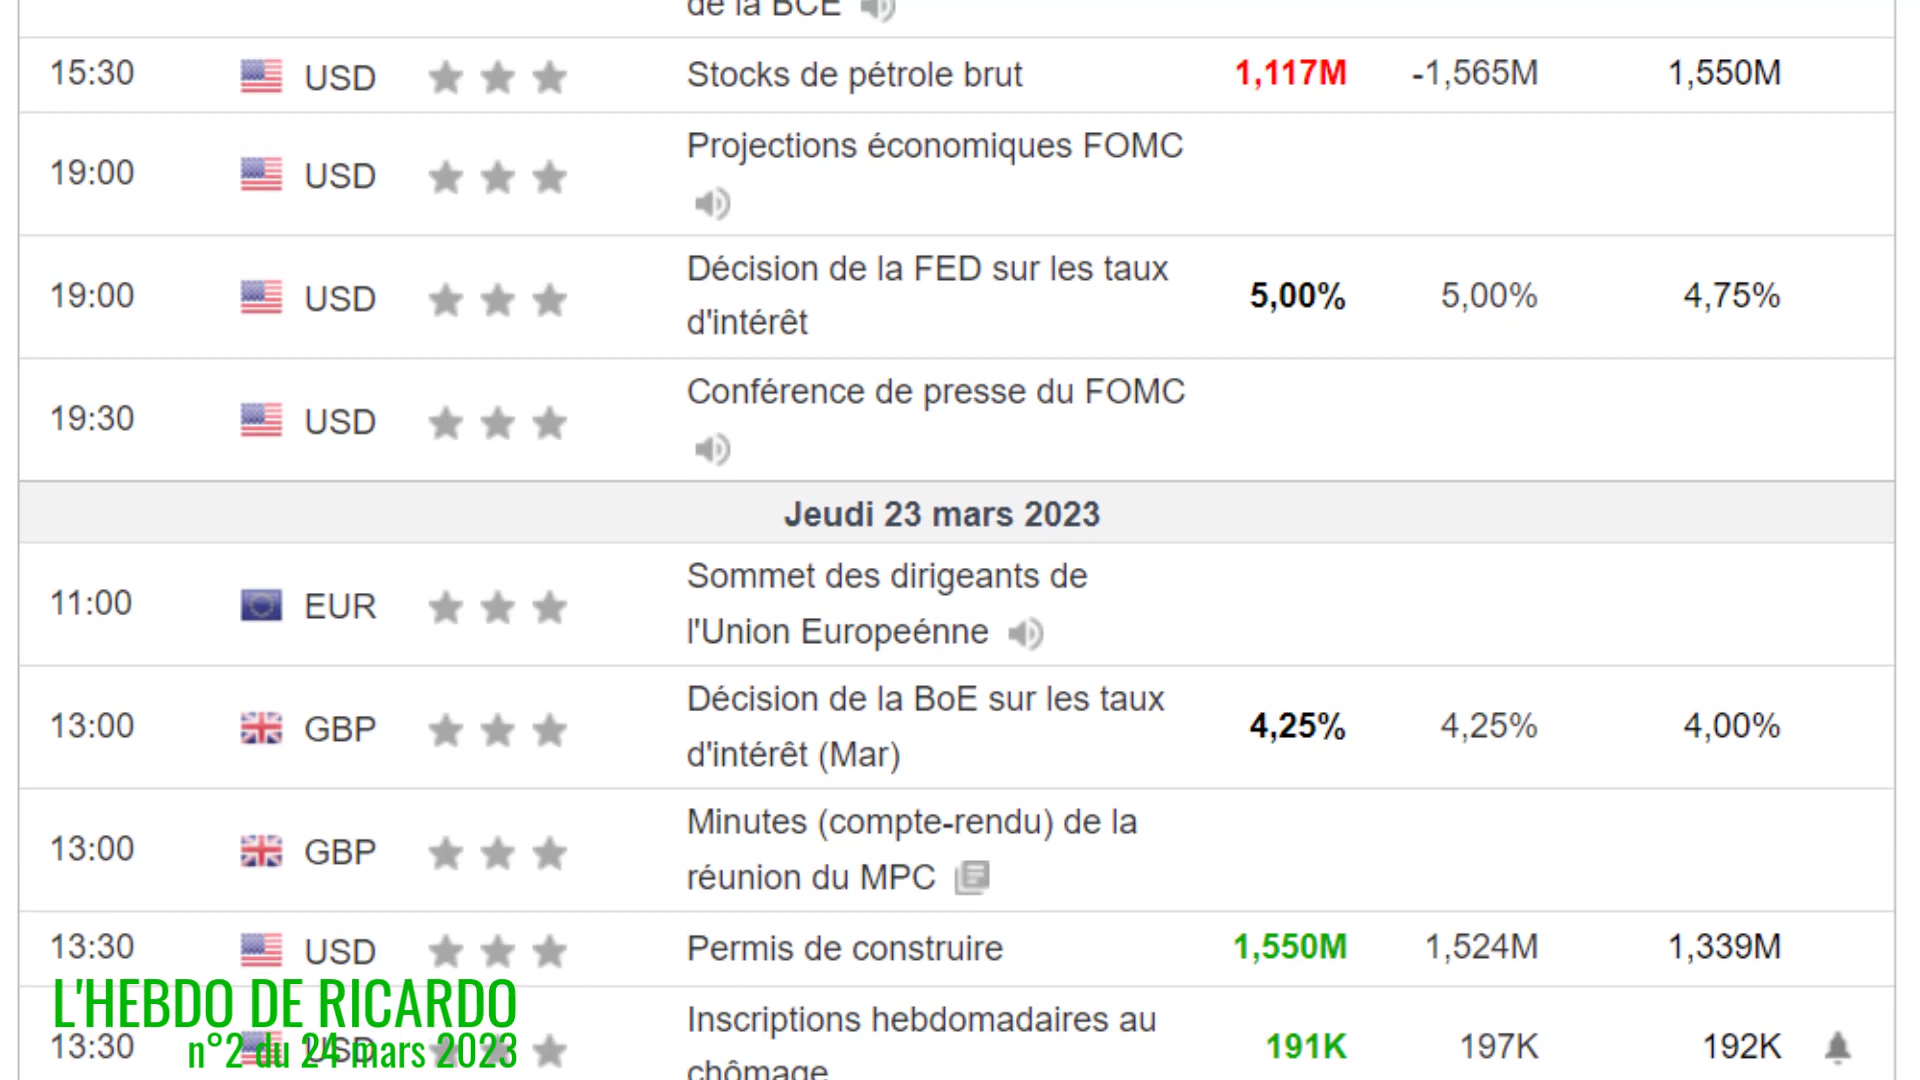 de la BCE
15:30 USD Stocks de pétrole brut 1,117M -1,565M 1,550M
19:00 USD Projections économiques FOMC
19:00 USD Décision de la FED sur les taux
d'intérêt 5,00% 5,00% 4,75%
19:30 USD Conférence de presse du FOMC
Jeudi 23 mars 2023
11:00 EUR Sommet des dirigeants de
l'Union Europeénne
13:00 GBP Décision de la BoE sur les taux
d'intérêt (Mar) 4,25% 4,25% 4,00%
13:00 GBP Minutes (compte-rendu) de la
réunion du MPC
13:30 USD Permis de construire 1,550M 1,524M 1,339M
13:30 USD Inscriptions hebdomadaires au
chômage 191K 197K 192K
L'HEBDO DE RICARDO
n°2 du 24 mars 2023